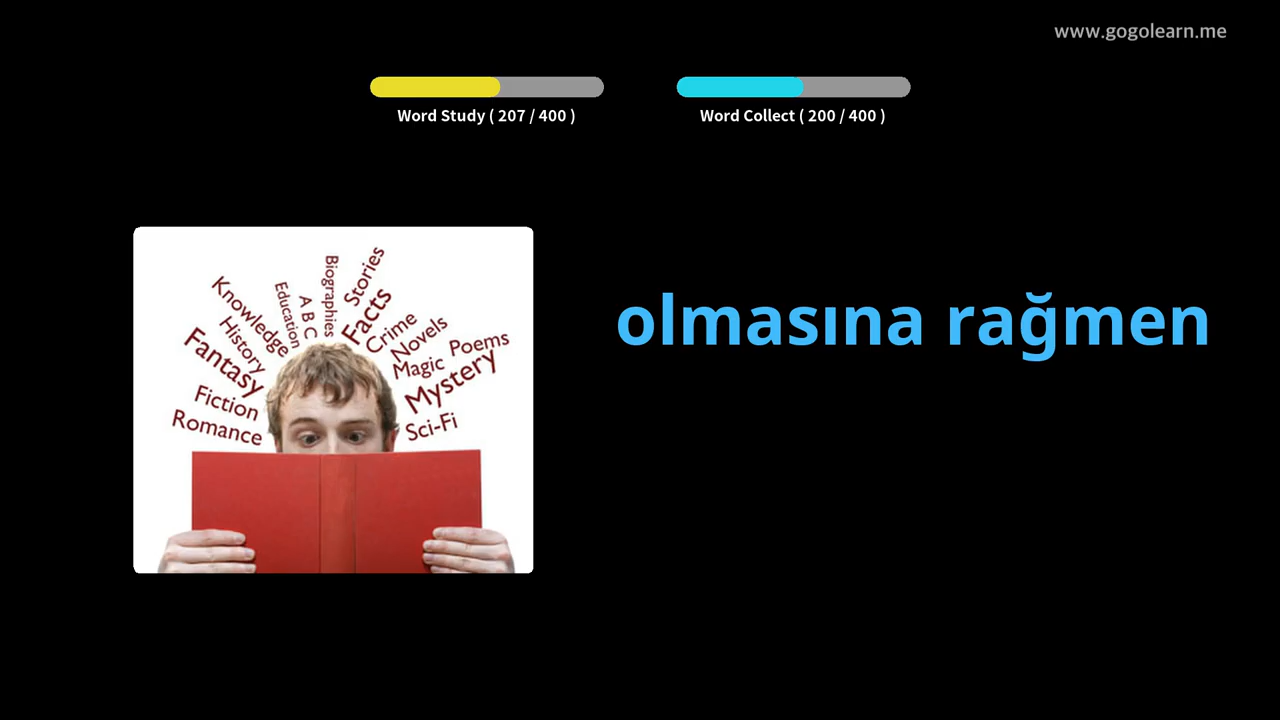 www.gogolearn.me
Word Study ( 207 / 400 )
Word Collect ( 200 / 400 )
olmasına rağmen
Biographies
Stories
Education
A B C
Facts
Knowledge
Crime
Novels
History
Poems
Fantasy
Magic
Mystery
Fiction
Romance
Sci-Fi